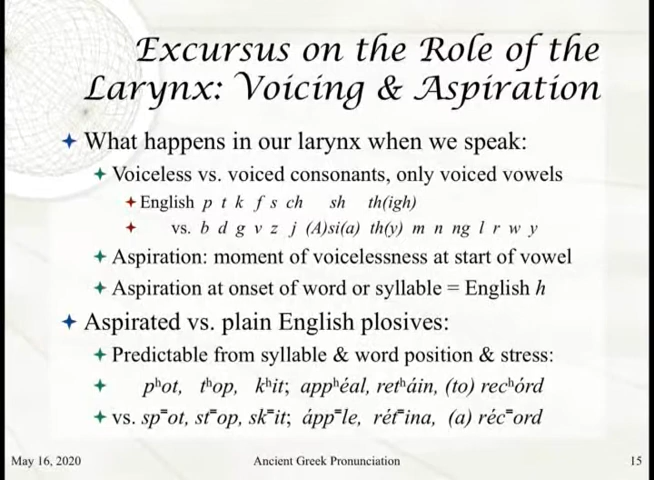 Excursus on the Role of the
Larynx: Voicing & Aspiration
What happens in our larynx when we speak:
Voiceless vs. voiced consonants, only voiced vowels
English p t k f s ch sh th(igh)
vs. b d g v z j (A)si(a) th(y) m n ng l r w y
Aspiration: moment of voicelessness at start of vowel
Aspiration at onset of word or syllable = English h
Aspirated vs. plain English plosives:
Predictable from syllable & word position & stress:
pʰot, tʰop, kʰit; appʰéal, retʰáin, (to) recʰórd
vs. sp⁼ot, st⁼op, sk⁼it; ápp⁼le, rét⁼ina, (a) réc⁼ord
May 16, 2020 Ancient Greek Pronunciation 15